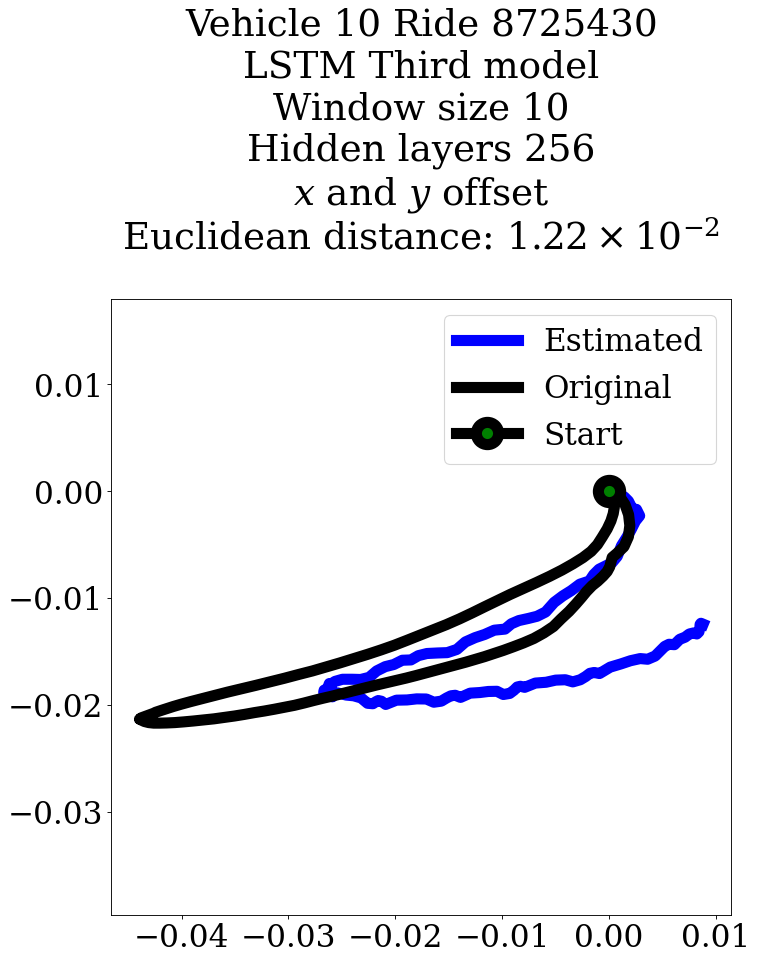 Vehicle 10 Ride 8725430
LSTM Third model
Window size 10
Hidden layers 256
x and y offset
Euclidean distance: 1.22 × 10⁻²
Estimated
Original
Start
0.01
0.00
−0.01
−0.02
−0.03
−0.04 −0.03 −0.02 −0.01 0.00 0.01